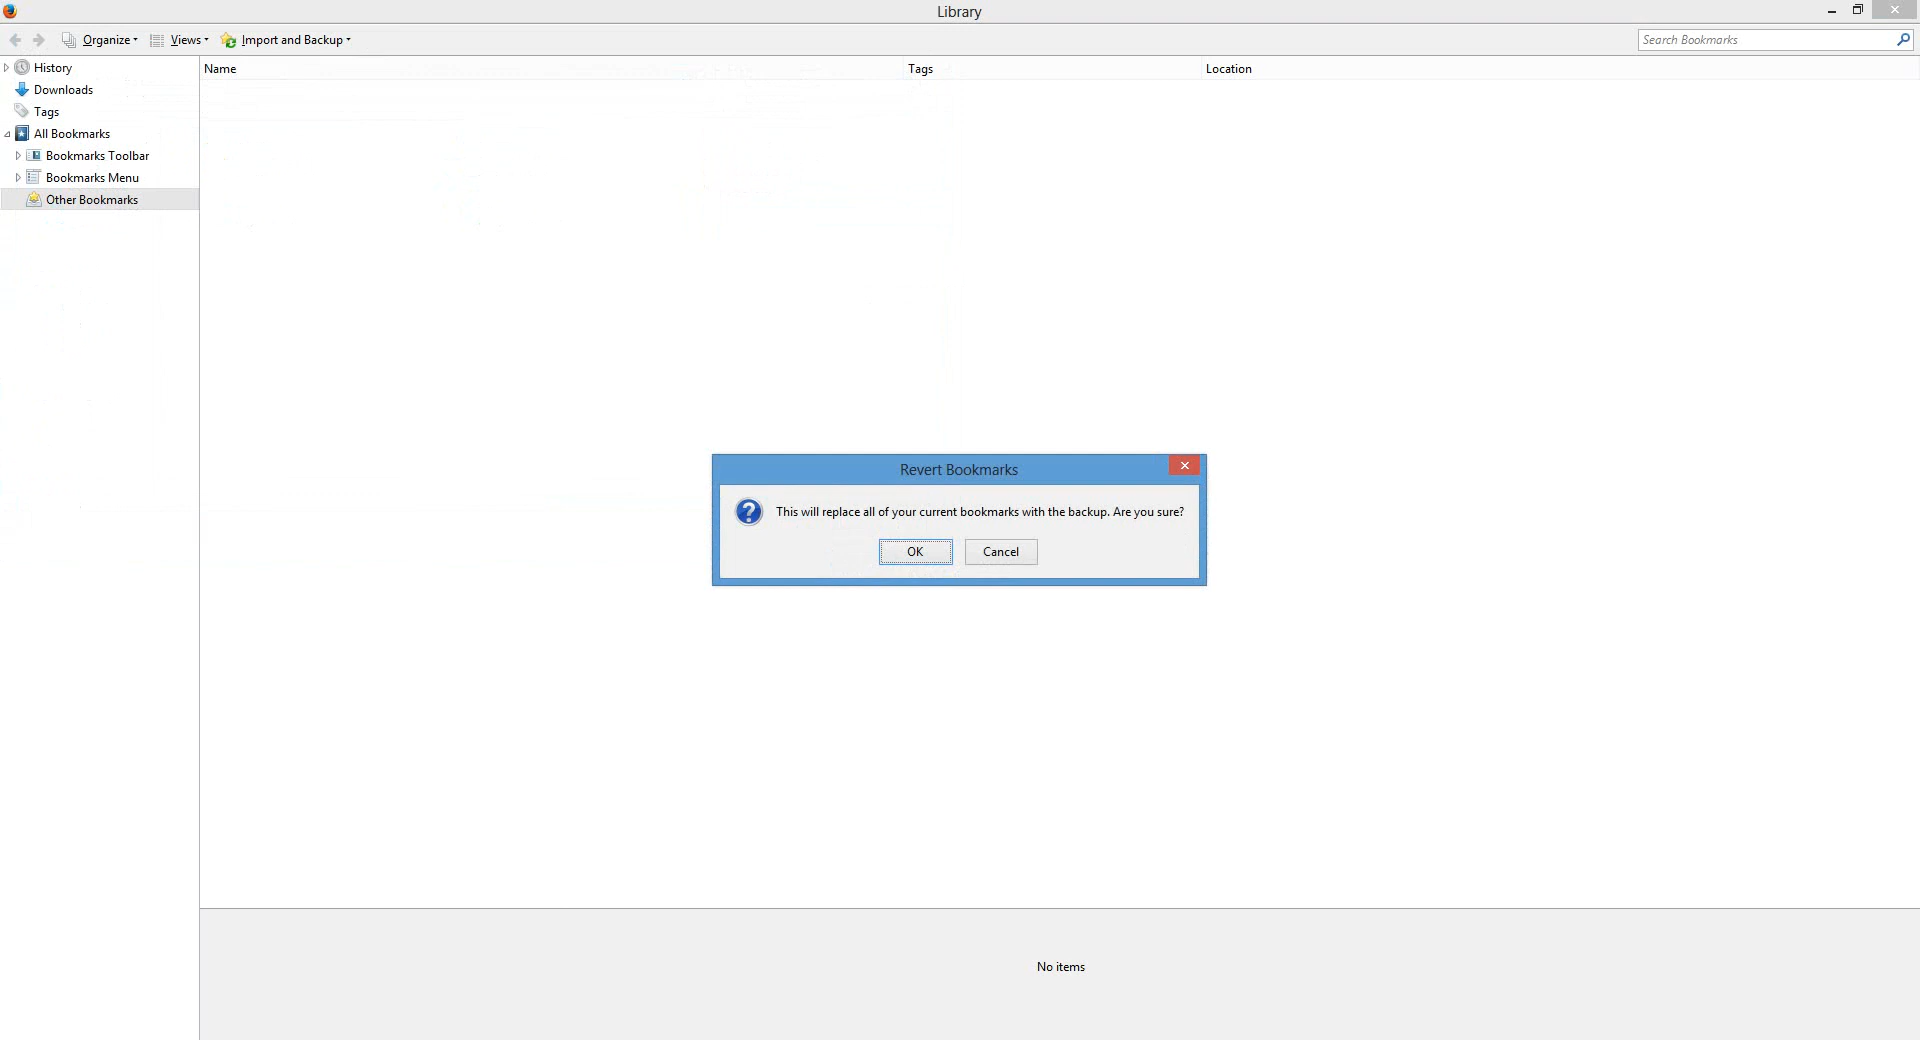 Library
Organize Views Import and Backup Search Bookmarks
History
Downloads
Tags
All Bookmarks
Bookmarks Toolbar
Bookmarks Menu
Other Bookmarks
Name Tags Location
Revert Bookmarks
This will replace all of your current bookmarks with the backup. Are you sure?
OK Cancel
No items